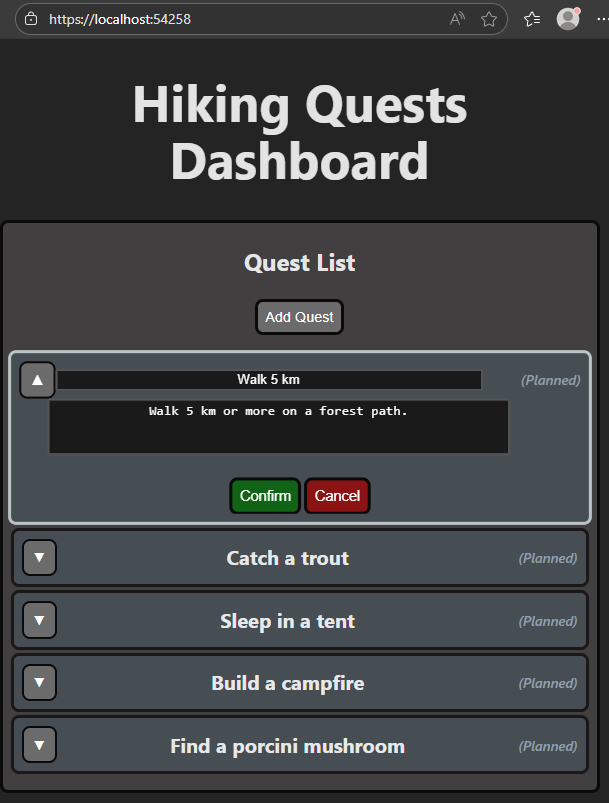 https://localhost:54258
Hiking Quests
Dashboard
Quest List
Add Quest
▲ Walk 5 km (Planned)
Walk 5 km or more on a forest path.
Confirm Cancel
▼ Catch a trout (Planned)
▼ Sleep in a tent (Planned)
▼ Build a campfire (Planned)
▼ Find a porcini mushroom (Planned)